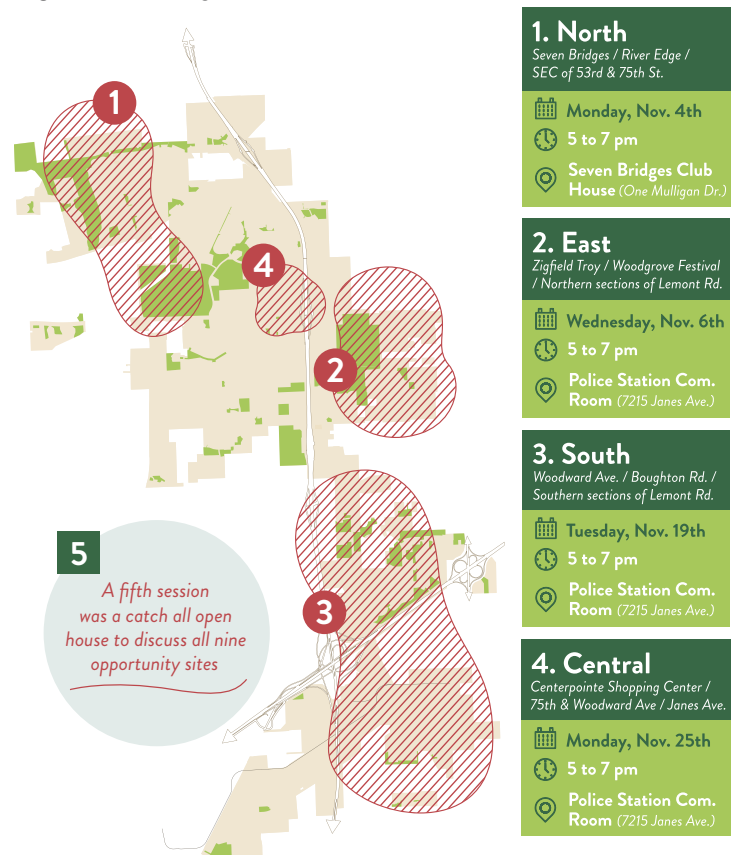 1
4
2
3
5
A fifth session
was a catch all open
house to discuss all nine
opportunity sites
1. North
Seven Bridges / River Edge /
SEC of 53rd & 75th St.
Monday, Nov. 4th
5 to 7 pm
Seven Bridges Club
House (One Mulligan Dr.)
2. East
Zigfield Troy / Woodgrove Festival
/ Northern sections of Lemont Rd.
Wednesday, Nov. 6th
5 to 7 pm
Police Station Com.
Room (7215 Janes Ave.)
3. South
Woodward Ave. / Boughton Rd. /
Southern sections of Lemont Rd.
Tuesday, Nov. 19th
5 to 7 pm
Police Station Com.
Room (7215 Janes Ave.)
4. Central
Centerpointe Shopping Center /
75th & Woodward Ave / Janes Ave.
Monday, Nov. 25th
5 to 7 pm
Police Station Com.
Room (7215 Janes Ave.)